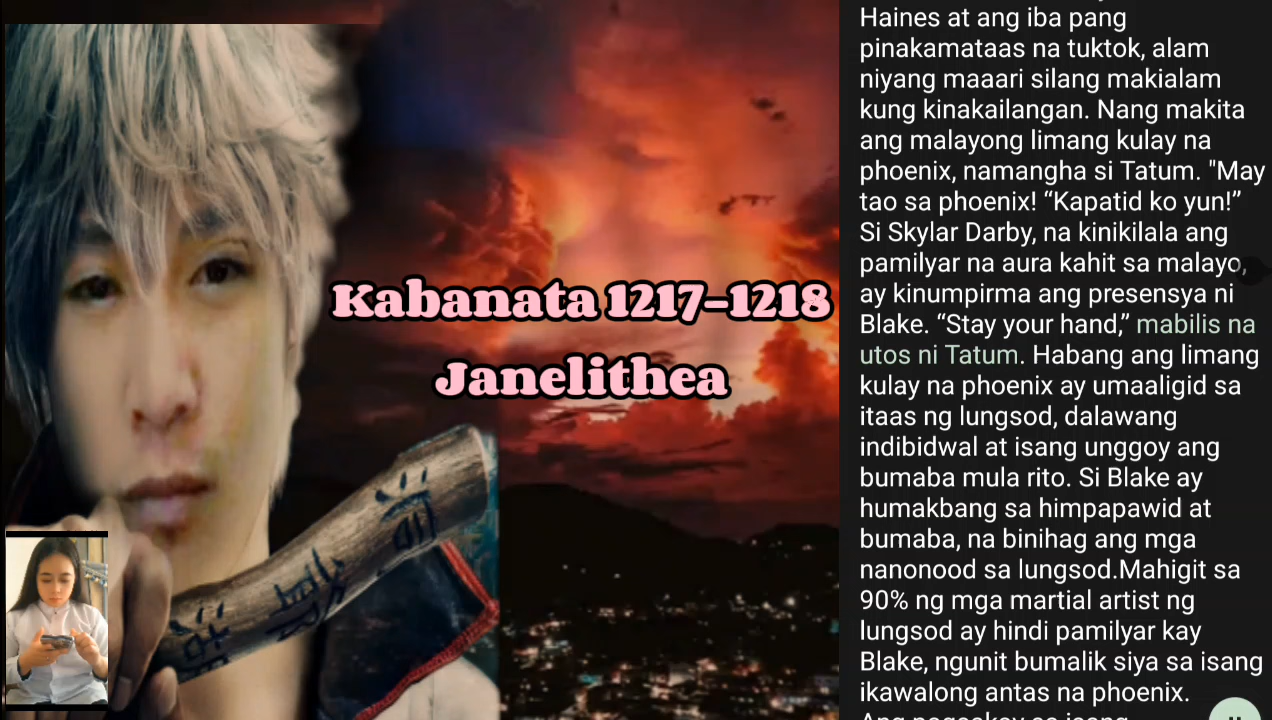 Kabanata 1217-1218
Janelithea
Haines at ang iba pang
pinakamataas na tuktok, alam
niyang maaari silang makialam
kung kinakailangan. Nang makita
ang malayong limang kulay na
phoenix, namangha si Tatum. "May
tao sa phoenix! “Kapatid ko yun!”
Si Skylar Darby, na kinikilala ang
pamilyar na aura kahit sa malayo,
ay kinumpirma ang presensya ni
Blake. “Stay your hand,” mabilis na
utos ni Tatum. Habang ang limang
kulay na phoenix ay umaaligid sa
itaas ng lungsod, dalawang
indibidwal at isang unggoy ang
bumaba mula rito. Si Blake ay
humakbang sa himpapawid at
bumaba, na binihag ang mga
nanonood sa lungsod.Mahigit sa
90% ng mga martial artist ng
lungsod ay hindi pamilyar kay
Blake, ngunit bumalik siya sa isang
ikawalong antas na phoenix.